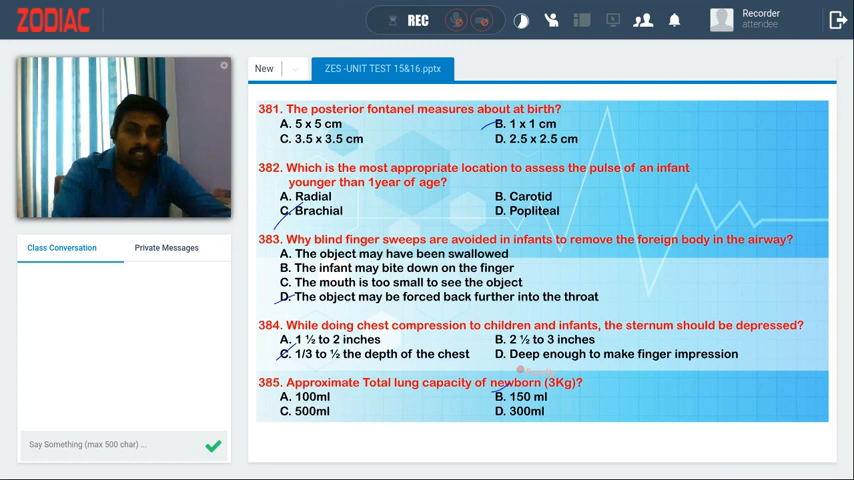 ZODIAC
REC
Recorder
attendee
New
ZES -UNIT TEST 15&16.pptx
381. The posterior fontanel measures about at birth?
A. 5 x 5 cm B. 1 x 1 cm
C. 3.5 x 3.5 cm D. 2.5 x 2.5 cm
382. Which is the most appropriate location to assess the pulse of an infant
younger than 1year of age?
A. Radial B. Carotid
C. Brachial D. Popliteal
383. Why blind finger sweeps are avoided in infants to remove the foreign body in the airway?
A. The object may have been swallowed
B. The infant may bite down on the finger
C. The mouth is too small to see the object
D. The object may be forced back further into the throat
384. While doing chest compression to children and infants, the sternum should be depressed?
A. 1 ½ to 2 inches B. 2 ½ to 3 inches
C. 1/3 to ½ the depth of the chest D. Deep enough to make finger impression
385. Approximate Total lung capacity of newborn (3Kg)?
A. 100ml B. 150 ml
C. 500ml D. 300ml
Class Conversation Private Messages
Say Something (max 500 char) ...